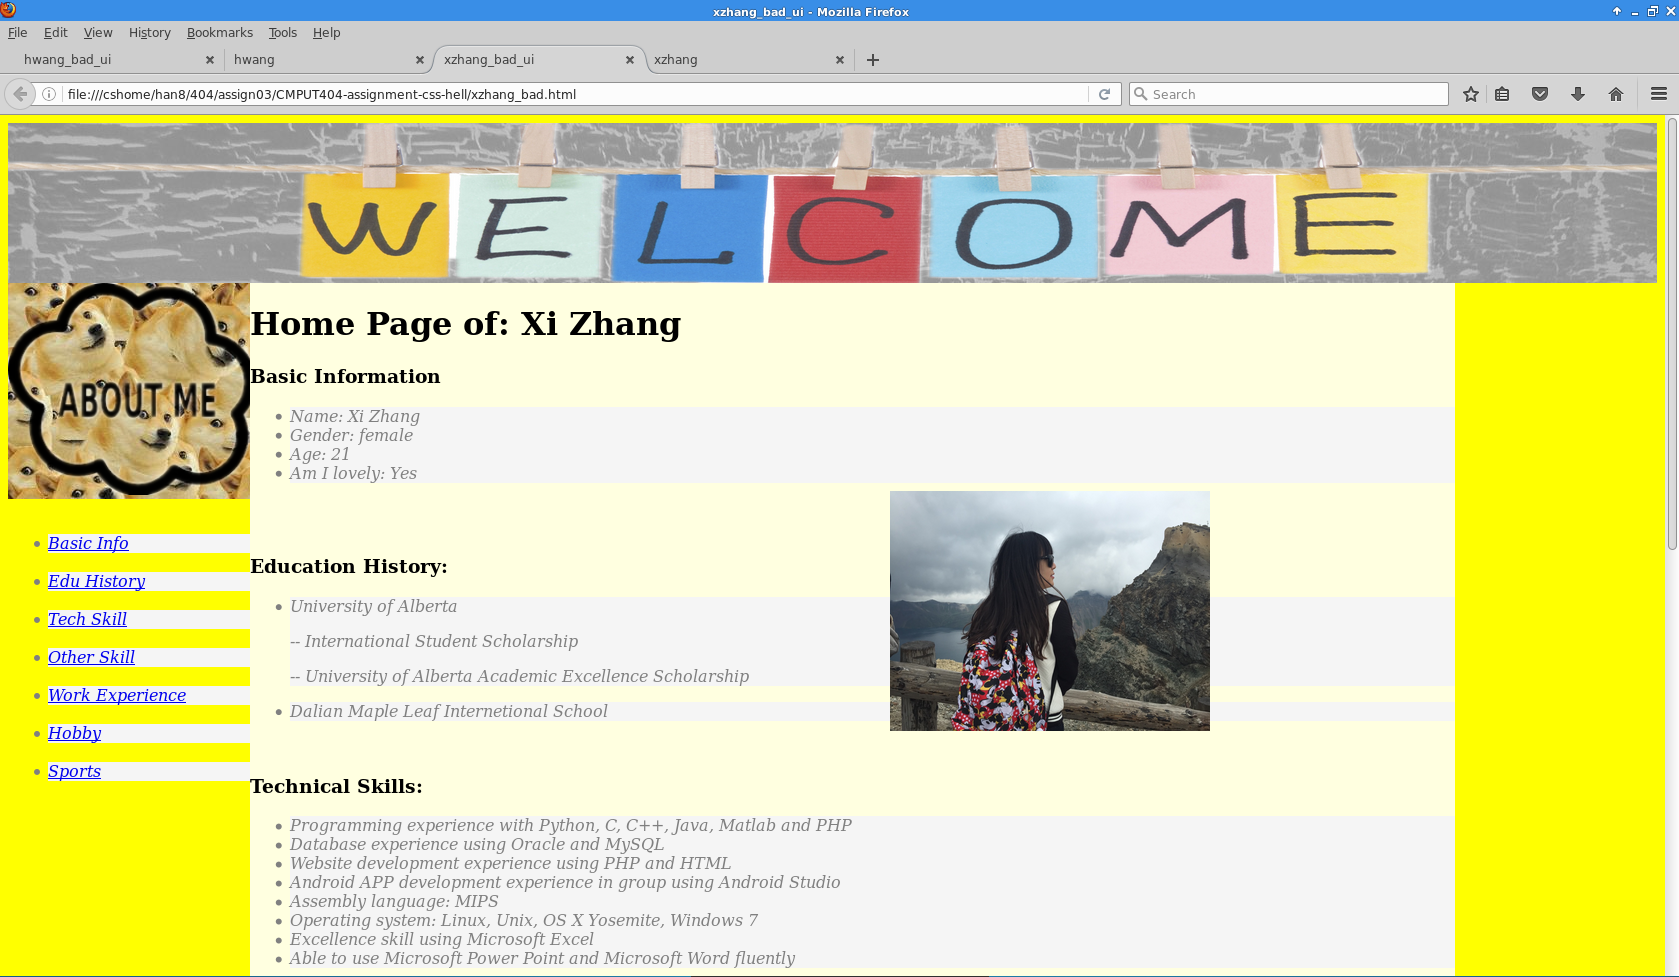 xzhang_bad_ui - Mozilla Firefox
File Edit View History Bookmarks Tools Help
hwang_bad_ui hwang xzhang_bad_ui xzhang
file:///cshome/han8/404/assign03/CMPUT404-assignment-css-hell/xzhang_bad.html Search
WELCOME
ABOUT ME
Basic Info
Edu History
Tech Skill
Other Skill
Work Experience
Hobby
Sports
Home Page of: Xi Zhang
Basic Information
Name: Xi Zhang
Gender: female
Age: 21
Am I lovely: Yes
Education History:
University of Alberta
-- International Student Scholarship
-- University of Alberta Academic Excellence Scholarship
Dalian Maple Leaf Internetional School
Technical Skills:
Programming experience with Python, C, C++, Java, Matlab and PHP
Database experience using Oracle and MySQL
Website development experience using PHP and HTML
Android APP development experience in group using Android Studio
Assembly language: MIPS
Operating system: Linux, Unix, OS X Yosemite, Windows 7
Excellence skill using Microsoft Excel
Able to use Microsoft Power Point and Microsoft Word fluently